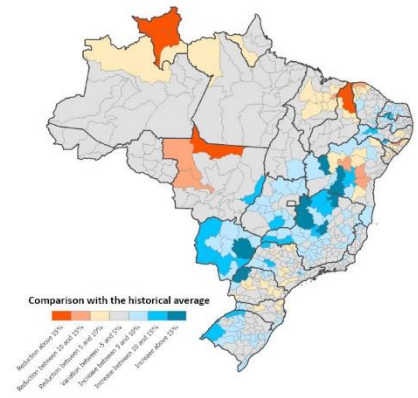 Comparison with the historical average
Reduction above 15%
Reduction between 10 and 15%
Reduction between 5 and 10%
Variation between -5 and 5%
Increase between 5 and 10%
Increase between 10 and 15%
Increase above 15%